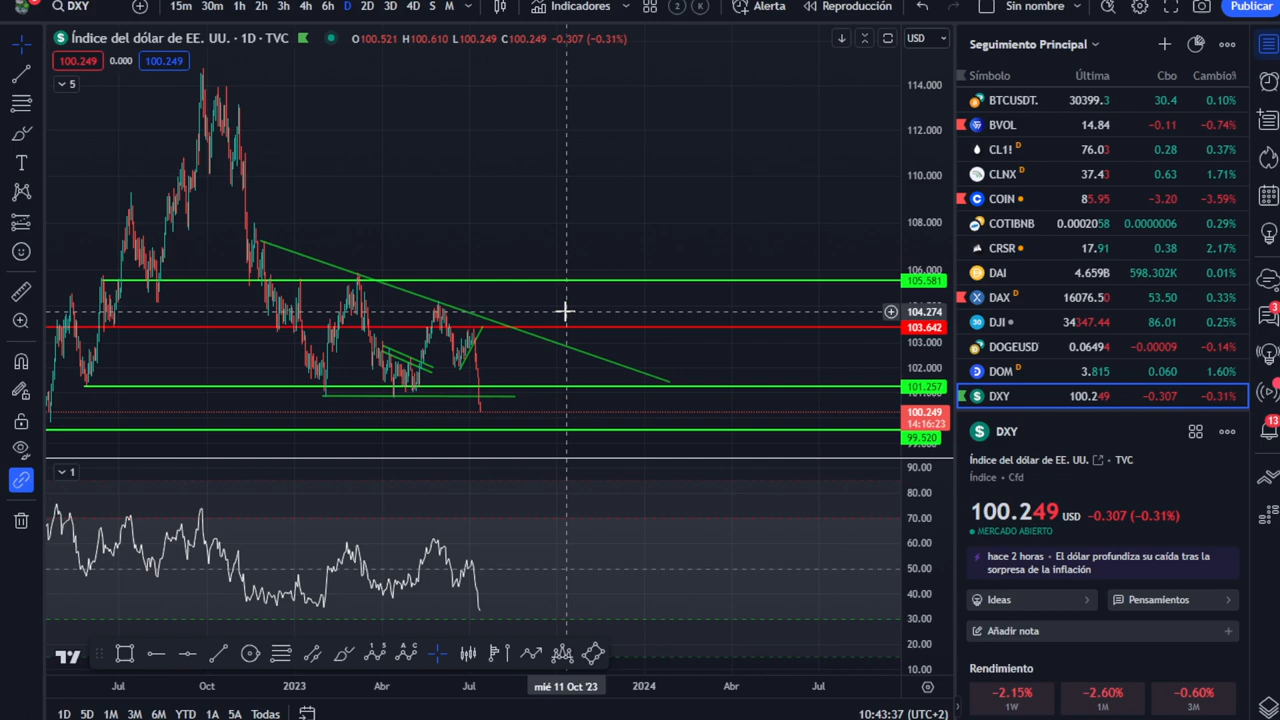 DXY 15m 30m 1h 2h 3h 4h 6h D 2D 3D 4D S M Indicadores 2 K Alerta Reproducción Sin nombre Publicar
Índice del dólar de EE. UU. · 1D · TVC O100.521 H100.610 L100.249 C100.249 −0.307 (−0.31%) USD
100.249 0.000 100.249
5
114.000
112.000
110.000
108.000
106.000
105.581
104.274
103.642
103.000
102.000
101.257
100.249
14:16:23
99.520
1
90.00
80.00
70.00
60.00
50.00
40.00
30.00
20.00
10.00
Jul Oct 2023 Abr Jul mié 11 Oct '23 2024 Abr Jul
1D 5D 1M 3M 6M YTD 1A 5A Todas
10:43:37 (UTC+2)
Seguimiento Principal
Símbolo Última Cbo Cambio%
BTCUSDT. 30399.3 30.4 0.10%
BVOL 14.84 −0.11 −0.74%
CL1! D 76.03 0.28 0.37%
CLNX D 37.43 0.63 1.71%
COIN 85.95 −3.20 −3.59%
COTIBNB 0.0002058 0.0000006 0.29%
CRSR 17.91 0.38 2.17%
DAI 4.659B 598.302K 0.01%
DAX D 16076.50 53.50 0.33%
DJI 34347.44 86.01 0.25%
DOGEUSD 0.0649 −0.00009 −0.14%
DOM D 3.815 0.060 1.60%
DXY 100.249 −0.307 −0.31%
DXY
Índice del dólar de EE. UU. · TVC
Índice · Cfd
100.249 USD −0.307 (−0.31%)
MERCADO ABIERTO
hace 2 horas · El dólar profundiza su caída tras la
sorpresa de la inflación
Ideas Pensamientos
Añadir nota
Rendimiento
−2.15% −2.60% −0.60%
1W 1M 3M
3
13